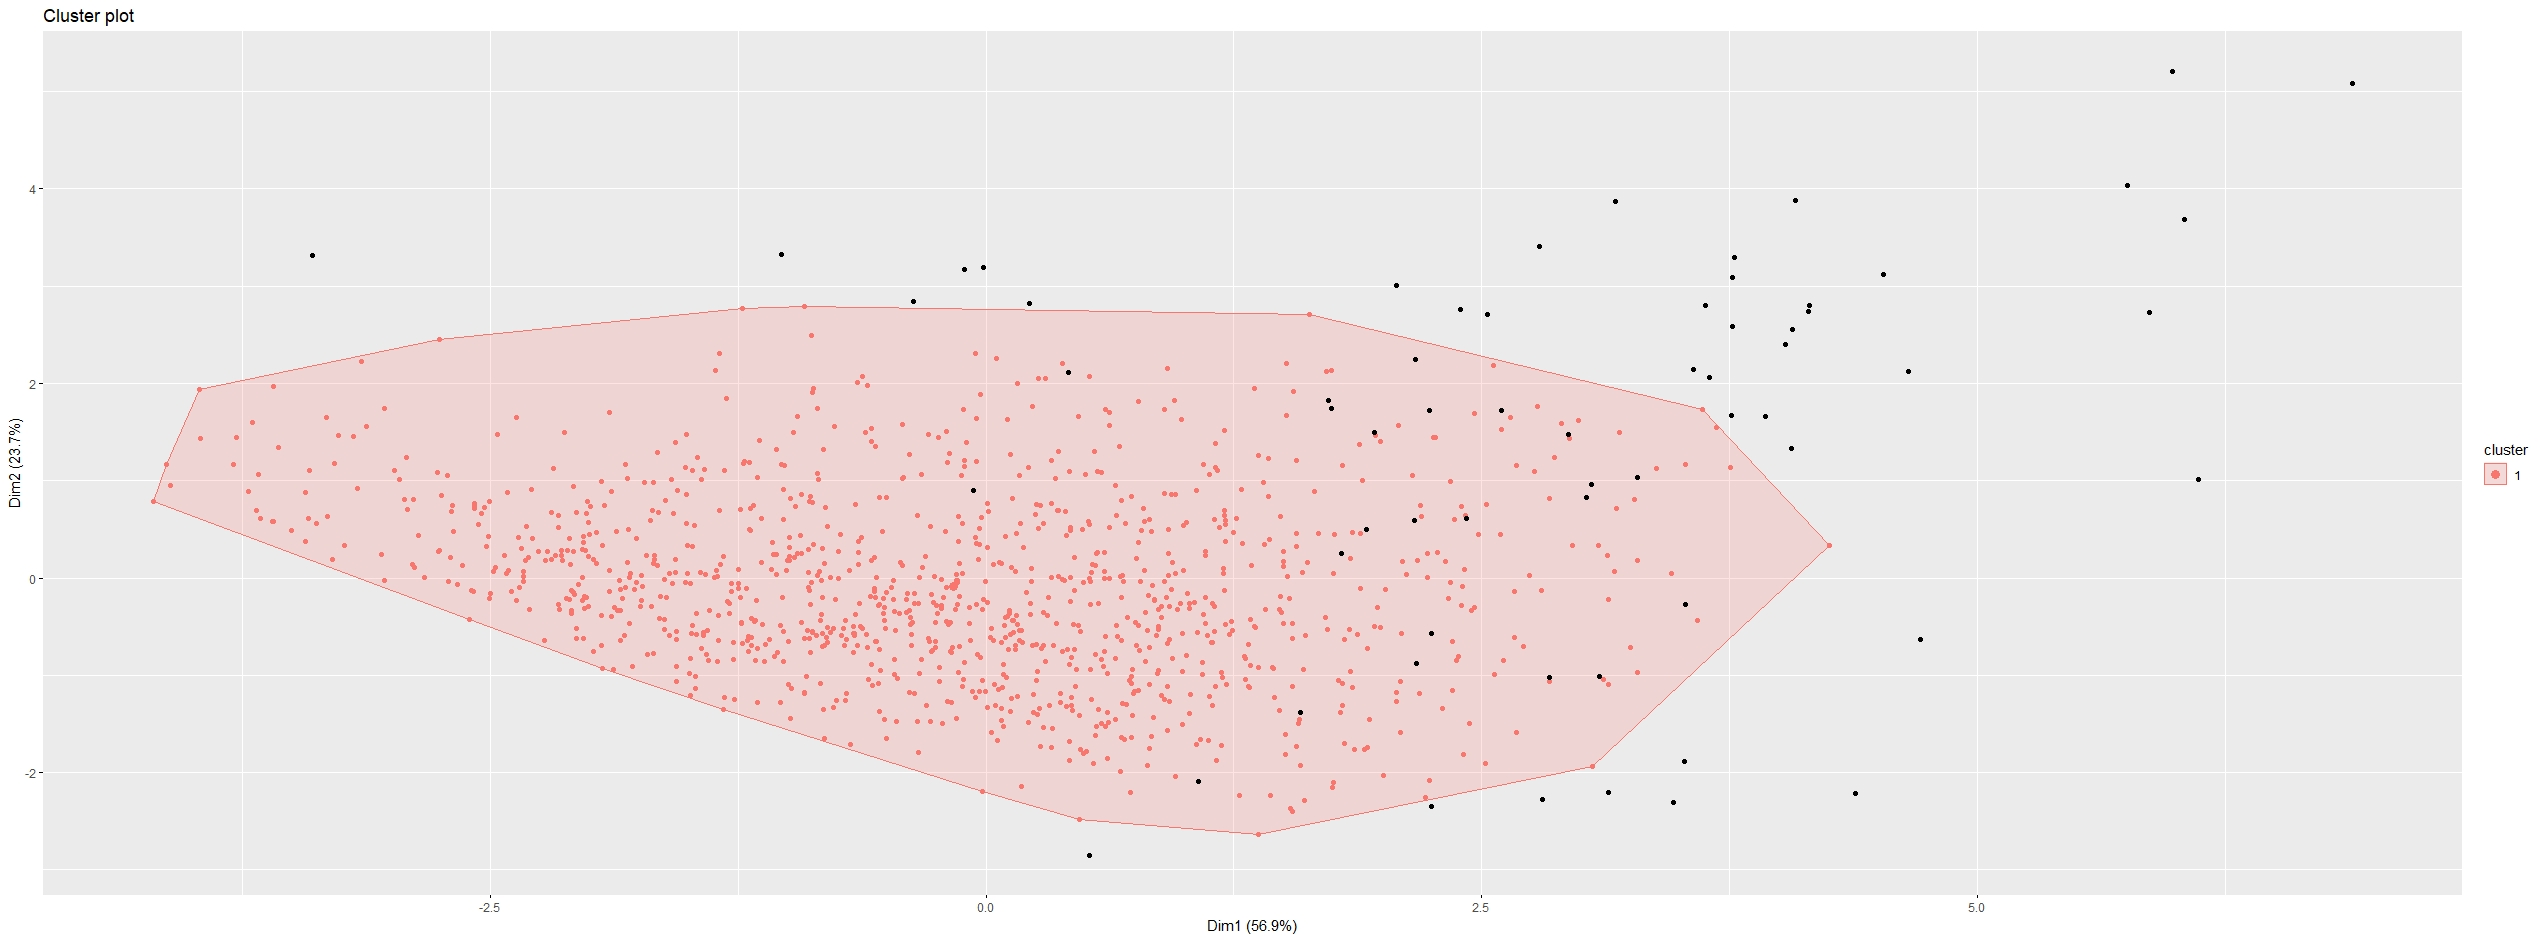 Cluster plot
4
2
0
-2
Dim2 (23.7%)
-2.5
0.0
2.5
5.0
Dim1 (56.9%)
cluster
1